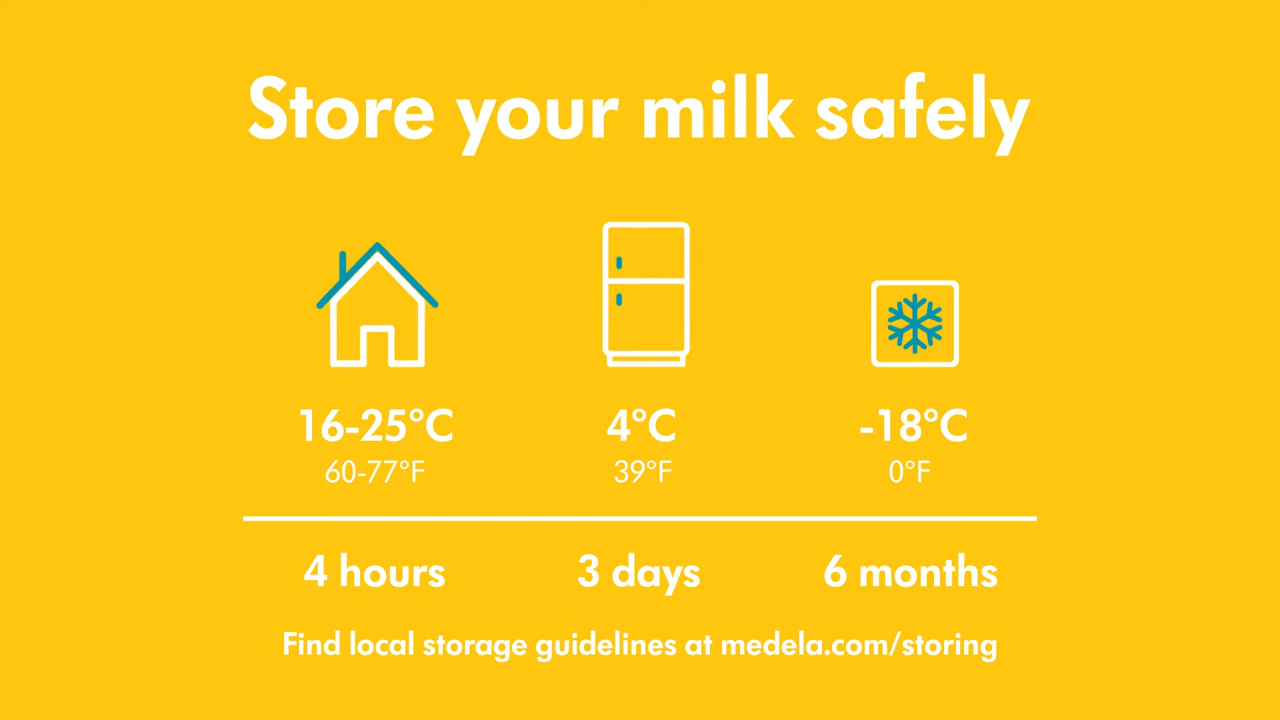 Store your milk safely
16-25°C 4°C -18°C
60-77°F 39°F 0°F
4 hours 3 days 6 months
Find local storage guidelines at medela.com/storing